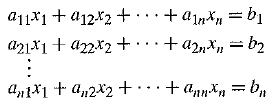 a₁₁x₁ + a₁₂x₂ + ··· + a₁ₙxₙ = b₁
a₂₁x₁ + a₂₂x₂ + ··· + a₂ₙxₙ = b₂
⋮
aₙ₁x₁ + aₙ₂x₂ + ··· + aₙₙxₙ = bₙ